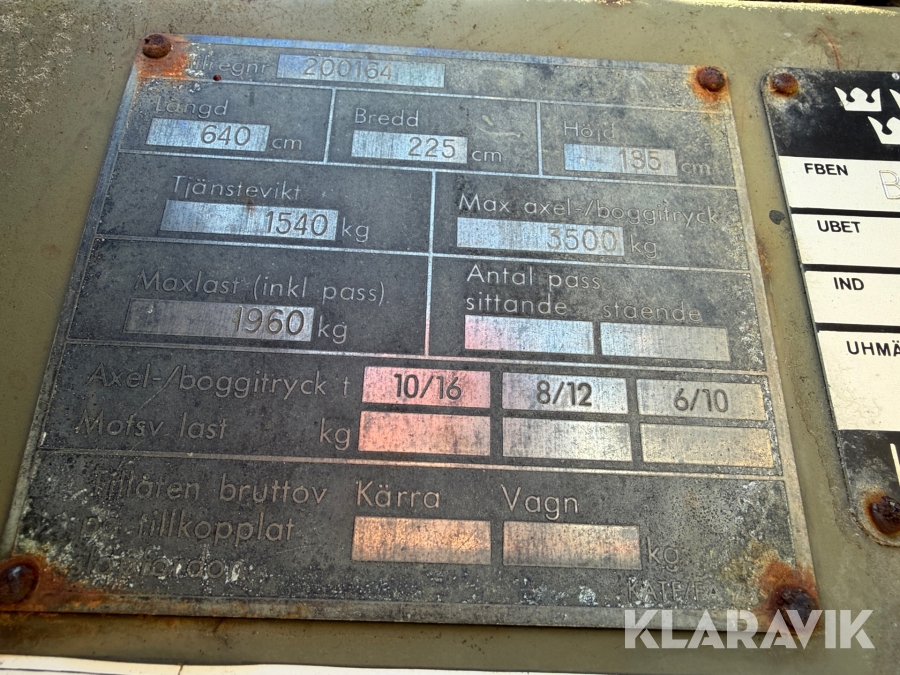 200164
Längd Bredd Höjd
640 cm 225 cm 185 cm
Tjänstevikt
1540 kg
Max axel-/boggitryck
3500 kg
Maxlast (inkl pass)
1960 kg
Antal pass
sittande stående
Axel-/boggitryck t 10/16 8/12 6/10
Motsv last kg
Tillåten bruttov Kärra Vagn
tillkopplat kg
KATF/F
FBEN
UBET
IND
UHMÄ
KLARAVIK